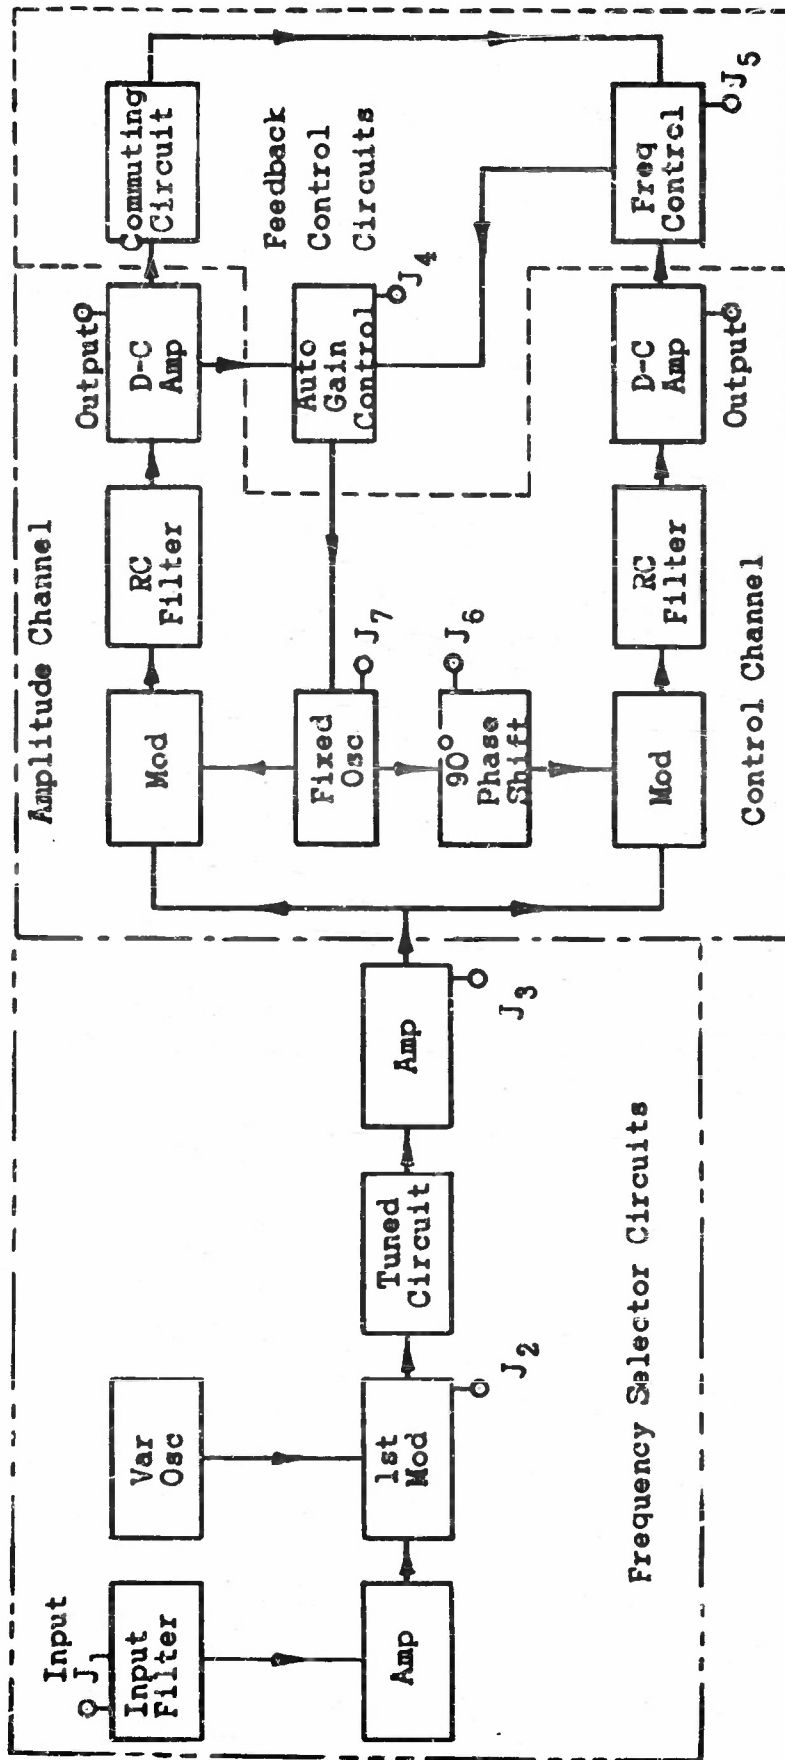 Input
J1
Input
Filter
Amp
Var
Osc
1st
Mod
J2
Tuned
Circuit
Amp
J3
Frequency Selector Circuits
Amplitude Channel
Mod
RC
Filter
D-C
Amp
Output
Commuting
Circuit
Feedback
Control
Circuits
Auto
Gain
Control
J4
Fixed
Osc
J7
90°
Phase
Shift
J6
Mod
RC
Filter
D-C
Amp
Output
Freq
Control
J5
Control Channel